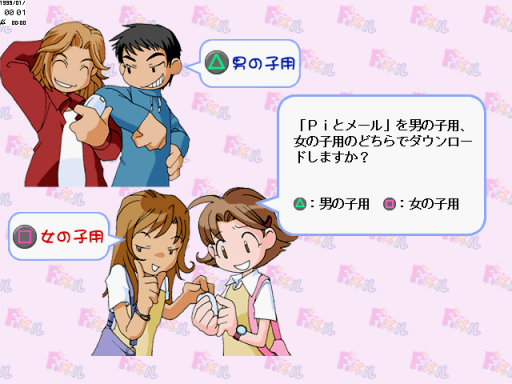 1999/01/
00:01
00:00
男の子用
「Ｐｉとメール」を男の子用、
女の子用のどちらでダウンロー
ドしますか？
△：男の子用 □：女の子用
女の子用